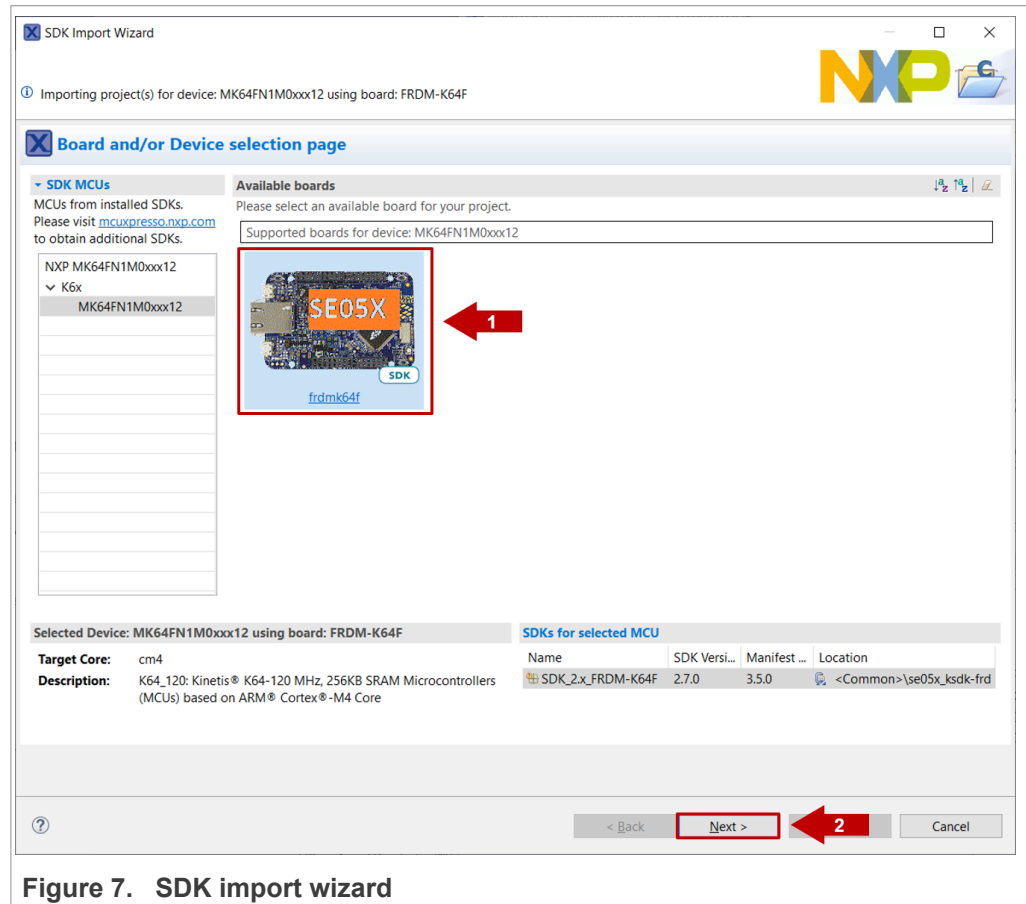 SDK Import Wizard
NXP
Importing project(s) for device: MK64FN1M0xxx12 using board: FRDM-K64F
Board and/or Device selection page
SDK MCUs
MCUs from installed SDKs.
Please visit mcuxpresso.nxp.com
to obtain additional SDKs.
NXP MK64FN1M0xxx12
K6x
MK64FN1M0xxx12
Available boards
Please select an available board for your project.
Supported boards for device: MK64FN1M0xxx12
SE05X
SDK
frdmk64f
1
Selected Device: MK64FN1M0xxx12 using board: FRDM-K64F
Target Core: cm4
Description: K64_120: Kinetis® K64-120 MHz, 256KB SRAM Microcontrollers
(MCUs) based on ARM® Cortex®-M4 Core
SDKs for selected MCU
Name SDK Versi... Manifest ... Location
SDK_2.x_FRDM-K64F 2.7.0 3.5.0 <Common>\se05x_ksdk-frd
< Back Next > 2 Cancel
Figure 7. SDK import wizard